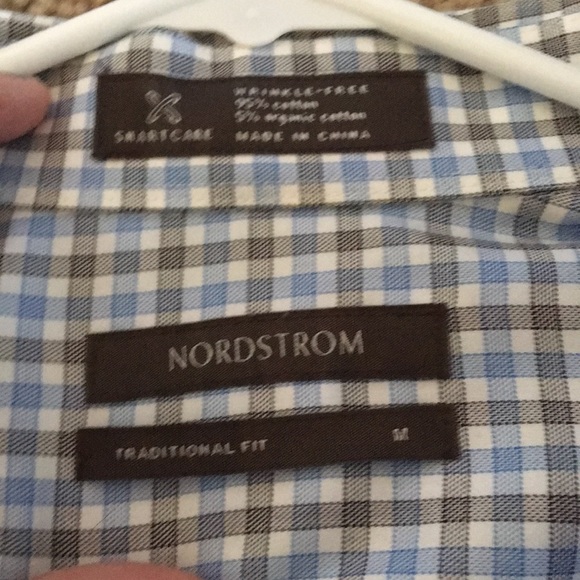 WRINKLE-FREE
95% cotton
5% organic cotton
SMARTCARE MADE IN CHINA
NORDSTROM
TRADITIONAL FIT M